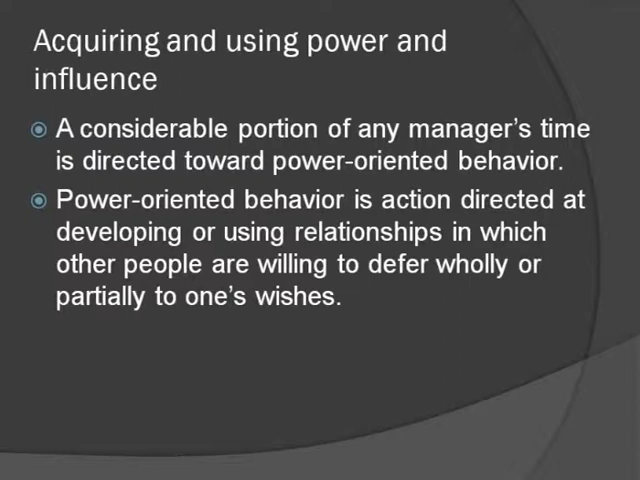 Acquiring and using power and
influence
A considerable portion of any manager's time
is directed toward power-oriented behavior.
Power-oriented behavior is action directed at
developing or using relationships in which
other people are willing to defer wholly or
partially to one's wishes.